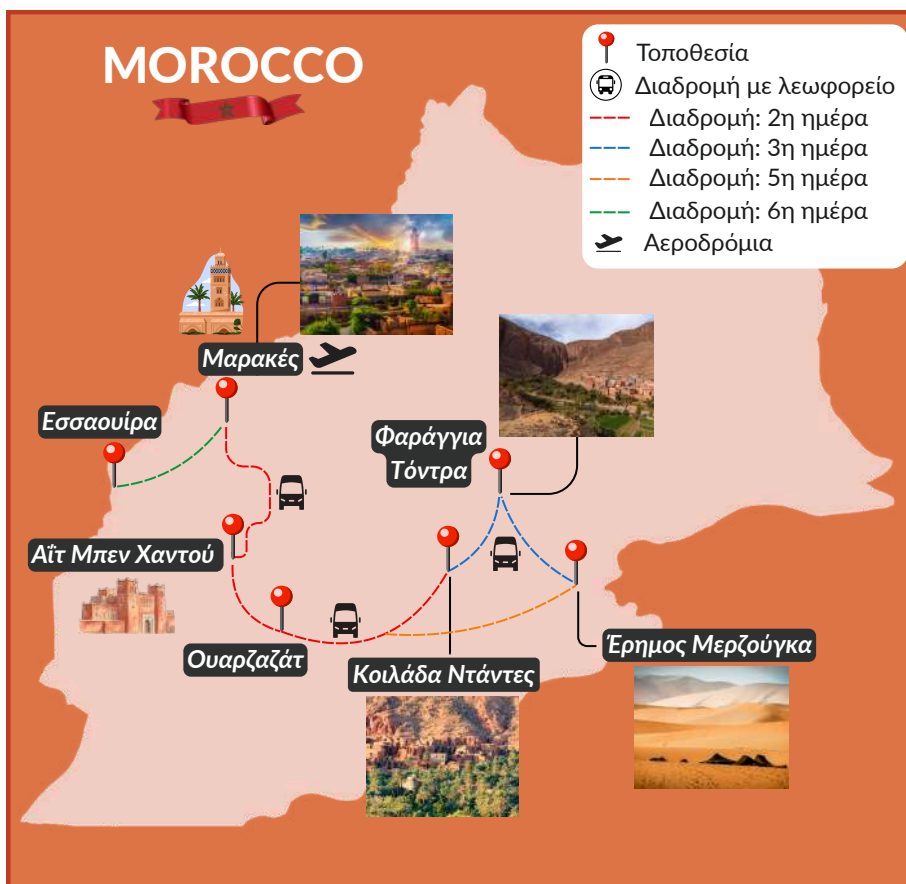 MOROCCO
Τοποθεσία
Διαδρομή με λεωφορείο
Διαδρομή: 2η ημέρα
Διαδρομή: 3η ημέρα
Διαδρομή: 5η ημέρα
Διαδρομή: 6η ημέρα
Αεροδρόμια
Μαρακές
Εσσαουίρα
Φαράγγια
Τόντρα
Αΐτ Μπεν Χαντού
Ουαρζαζάτ
Κοιλάδα Ντάντες
Έρημος Μερζούγκα